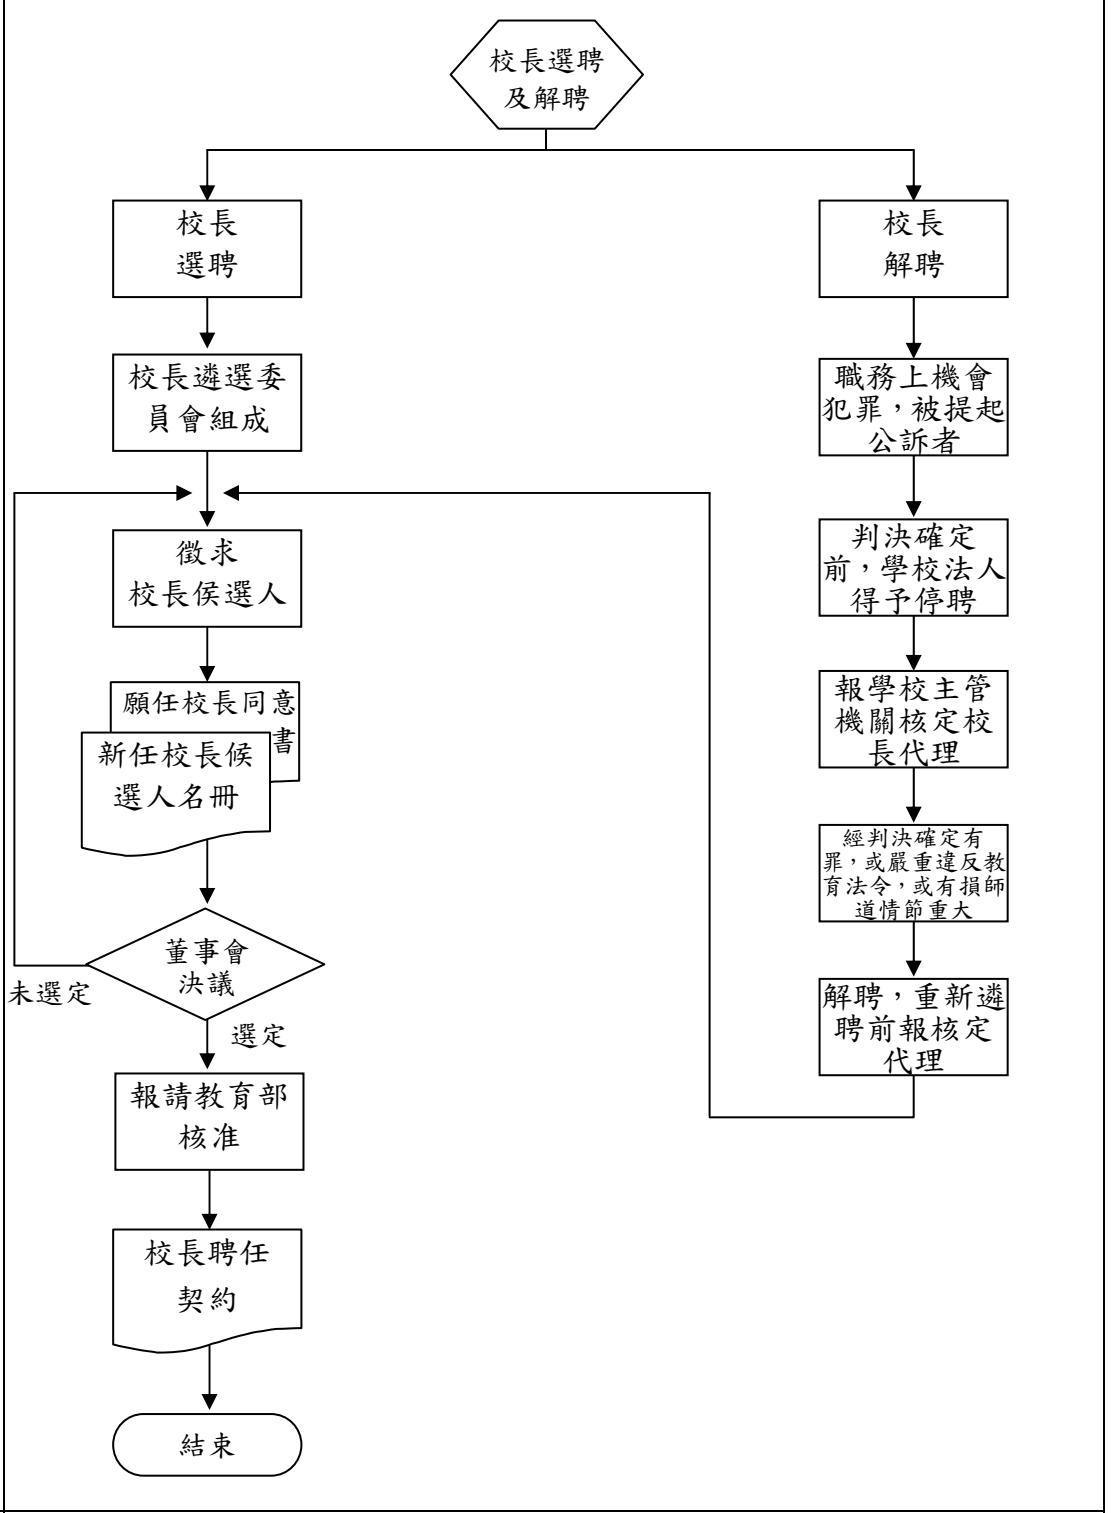 校長選聘
及解聘
校長
選聘
校長遴選委
員會組成
徵求
校長侯選人
願任校長同意
書
新任校長候
選人名冊
董事會
決議
未選定
選定
報請教育部
核准
校長聘任
契約
結束
校長
解聘
職務上機會
犯罪，被提起
公訴者
判決確定
前，學校法人
得予停聘
報學校主管
機關核定校
長代理
經判決確定有
罪，或嚴重違反教
育法令，或有損師
道情節重大
解聘，重新遴
聘前報核定
代理